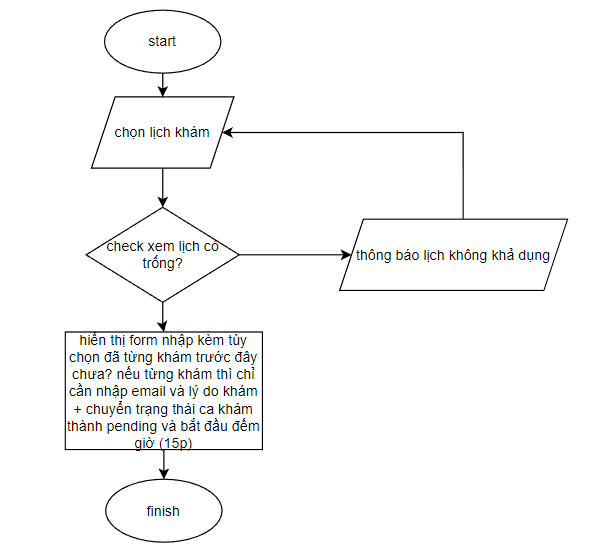 start
chọn lịch khám
check xem lịch có
trống?
thông báo lịch không khả dụng
hiển thị form nhập kèm tùy
chọn đã từng khám trước đây
chưa? nếu từng khám thì chỉ
cần nhập email và lý do khám
+ chuyển trạng thái ca khám
thành pending và bắt đầu đếm
giờ (15p)
finish